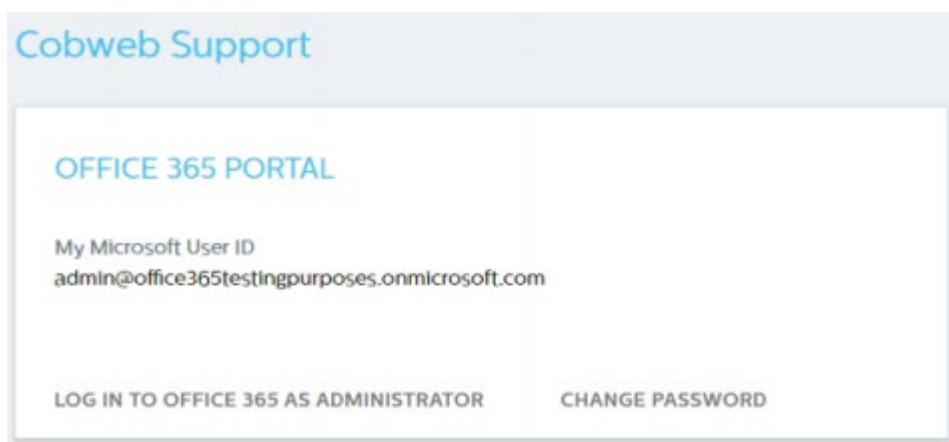 Cobweb Support
OFFICE 365 PORTAL
My Microsoft User ID
admin@office365testingpurposes.onmicrosoft.com
LOG IN TO OFFICE 365 AS ADMINISTRATOR CHANGE PASSWORD